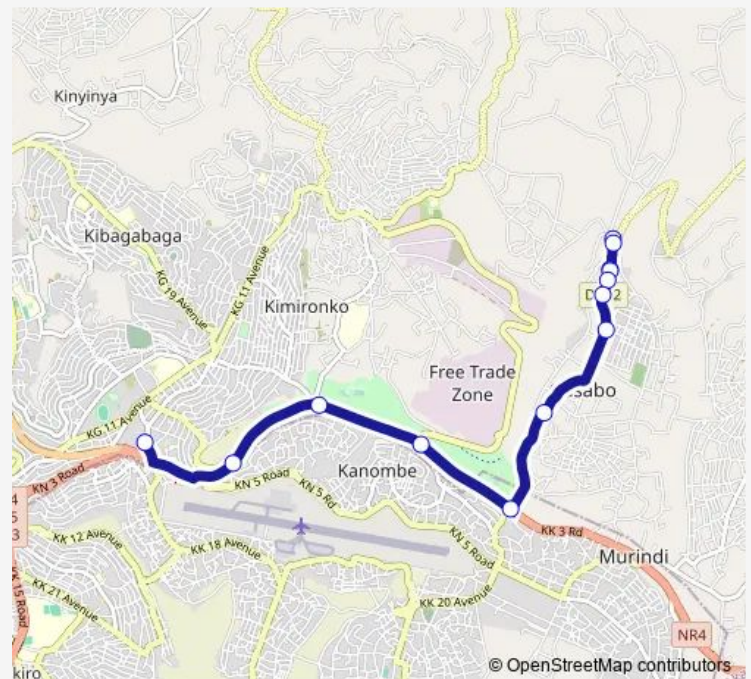 Kinyinya
Kibagabaga
KG 19 Avenue
KG 11 Avenue
Kimironko
Free Trade
Zone
KG 11 Avenue
KN 3 Road
KN 5 Road
KN 5 Rd
Kanombe
KK 12 Avenue
KK 18 Avenue
KN 5 Road
KK 3 Rd
KK 21 Avenue
KK 20 Avenue
Murindi
KK 15 Road
NR4
© OpenStreetMap contributors